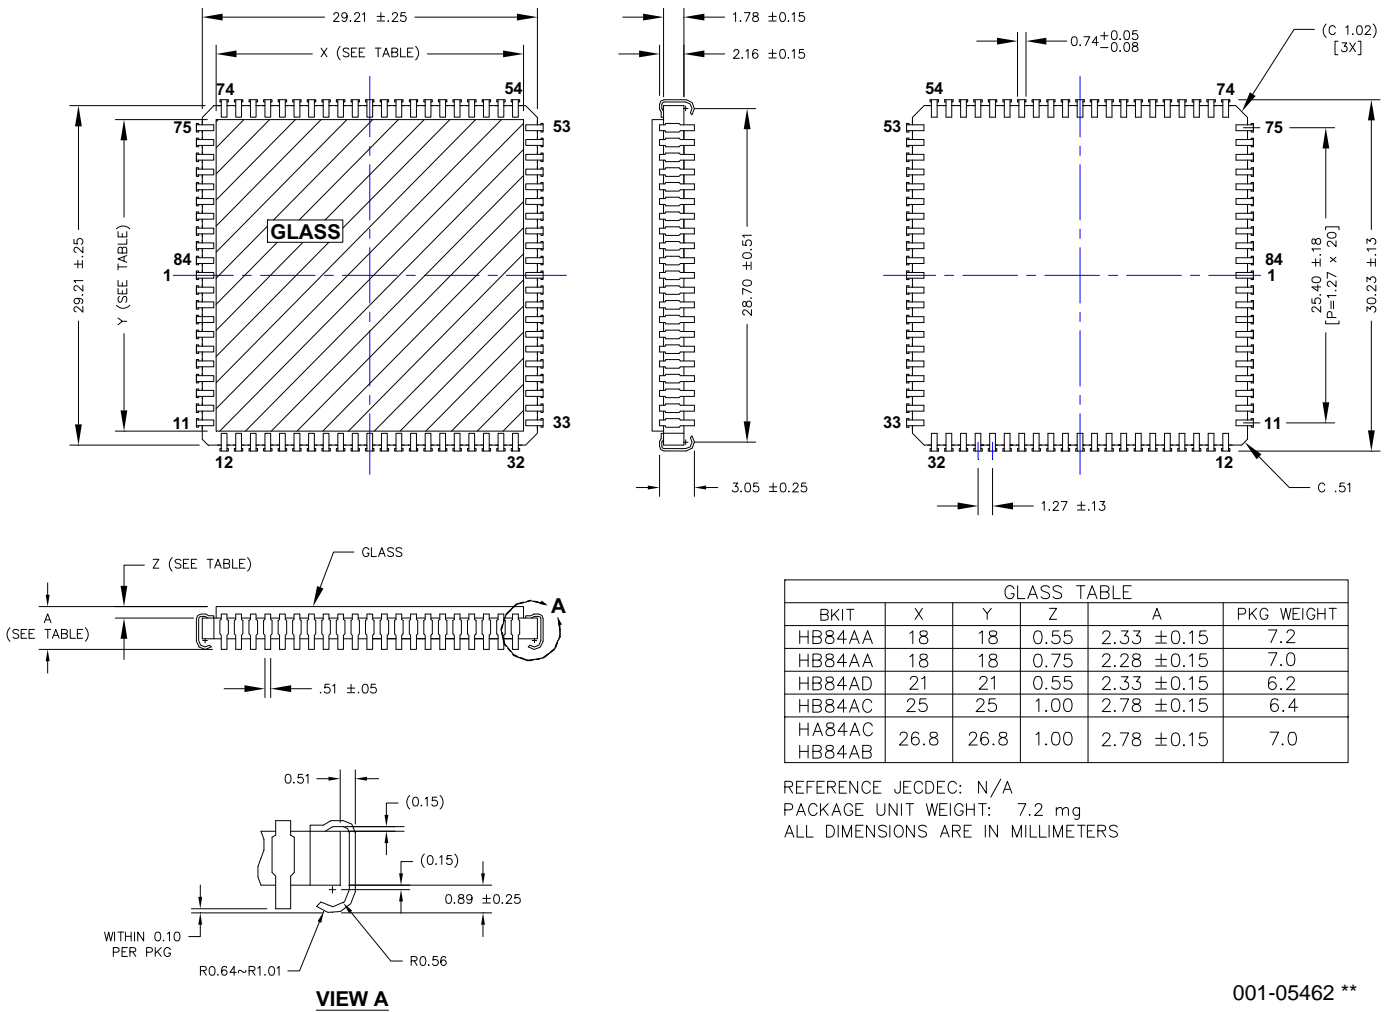 29.21 ±.25
X (SEE TABLE)
74
54
75
53
GLASS
29.21 ±.25
Y (SEE TABLE)
84
1
11
33
12
32
1.78 ±0.15
2.16 ±0.15
28.70 ±0.51
3.05 ±0.25
0.74 +0.05 −0.08
(C 1.02)
[3X]
54
74
53
75
84
1
25.40 ±.18
[P=1.27 x 20]
30.23 ±.13
33
11
32
12
C .51
1.27 ±.13
Z (SEE TABLE)
GLASS
A
(SEE TABLE)
A
.51 ±.05
GLASS TABLE
BKIT X Y Z A PKG WEIGHT
HB84AA 18 18 0.55 2.33 ±0.15 7.2
HB84AA 18 18 0.75 2.28 ±0.15 7.0
HB84AD 21 21 0.55 2.33 ±0.15 6.2
HB84AC 25 25 1.00 2.78 ±0.15 6.4
HA84AC
HB84AB 26.8 26.8 1.00 2.78 ±0.15 7.0
REFERENCE JECDEC: N/A
PACKAGE UNIT WEIGHT: 7.2 mg
ALL DIMENSIONS ARE IN MILLIMETERS
0.51
(0.15)
(0.15)
0.89 ±0.25
WITHIN 0.10
PER PKG
R0.64~R1.01
R0.56
VIEW A
001-05462 **